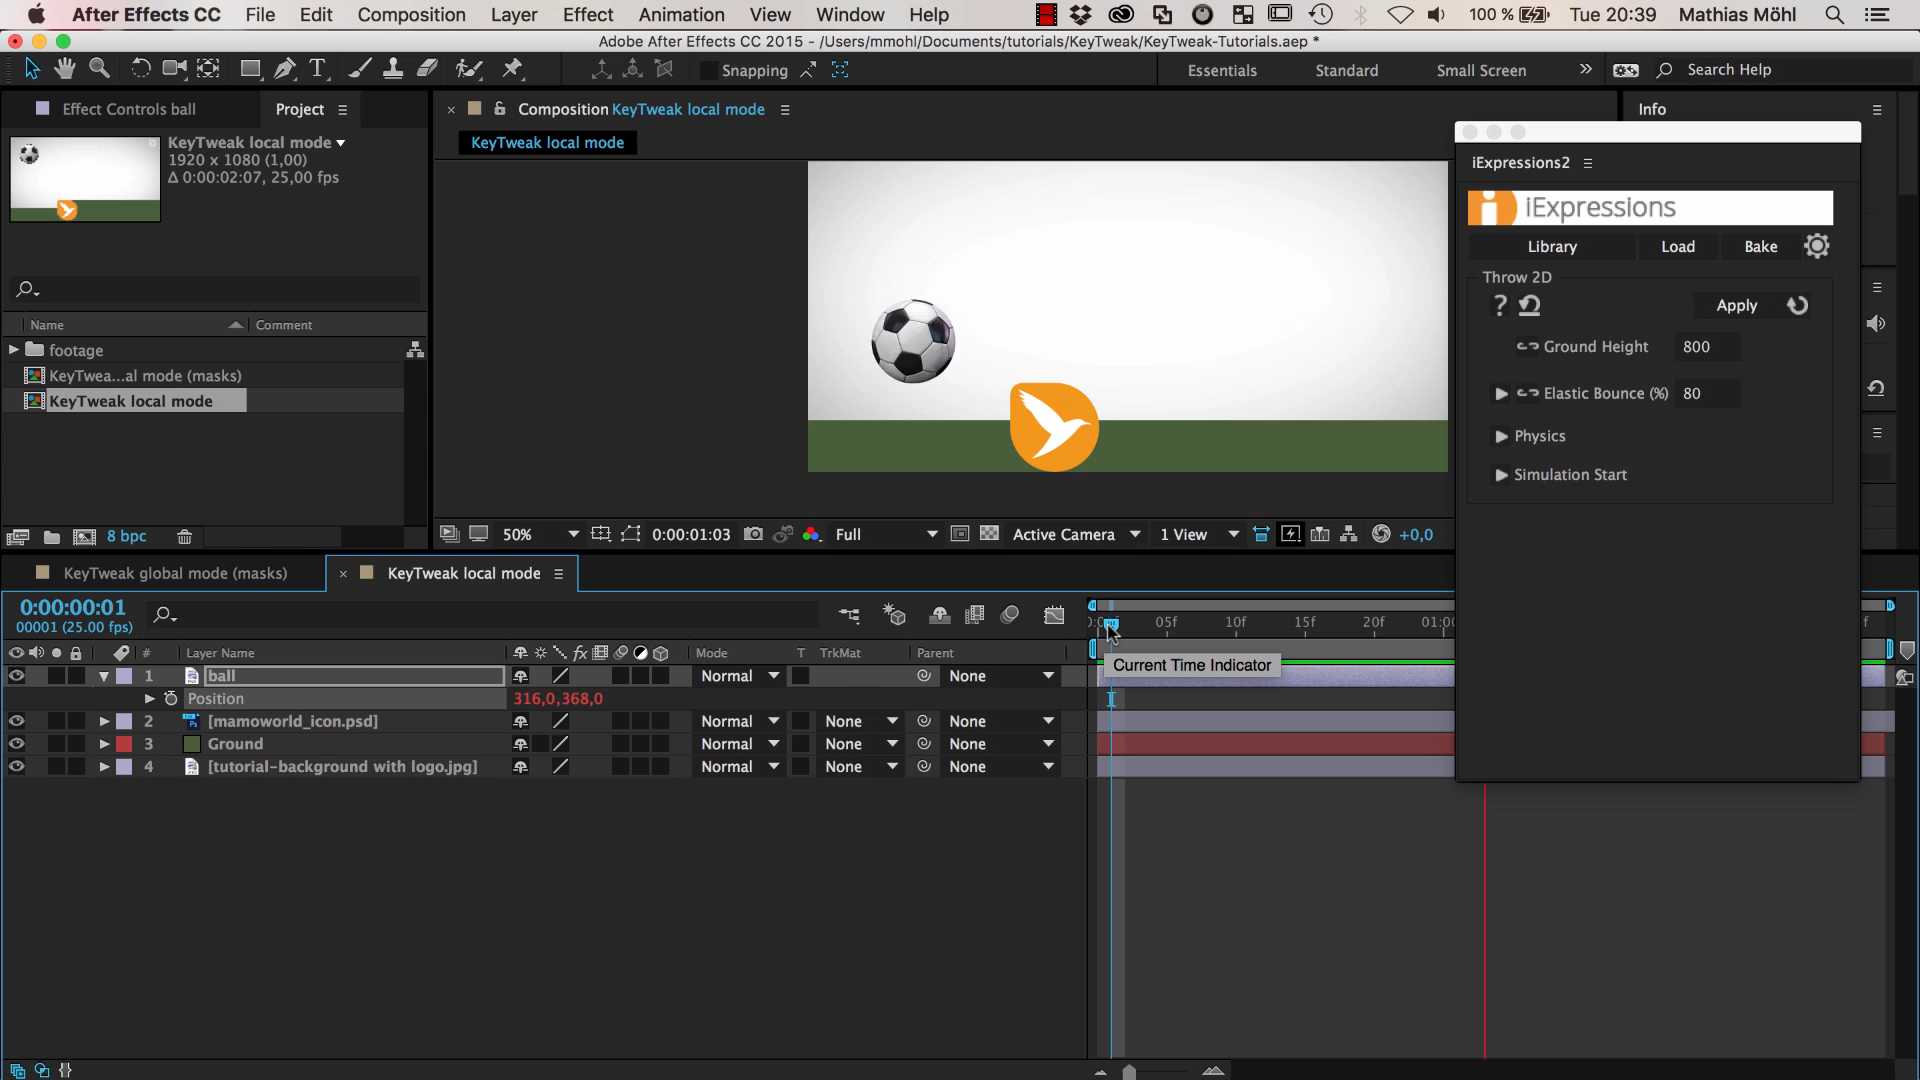 After Effects CC File Edit Composition Layer Effect Animation View Window Help 100 % Tue 20:39 Mathias Möhl
Adobe After Effects CC 2015 - /Users/mmohl/Documents/tutorials/KeyTweak/KeyTweak-Tutorials.aep *
Snapping Essentials Standard Small Screen Search Help
Effect Controls ball Project
Composition KeyTweak local mode
Info
KeyTweak local mode
1920 x 1080 (1,00)
Δ 0:00:02:07, 25,00 fps
KeyTweak local mode
iExpressions2
iExpressions
Library Load Bake
Throw 2D
? Apply
Ground Height 800
Elastic Bounce (%) 80
Physics
Simulation Start
Name Comment
footage
KeyTwea...al mode (masks)
KeyTweak local mode
8 bpc
50% 0:00:01:03 Full Active Camera 1 View +0,0
KeyTweak global mode (masks) KeyTweak local mode
0:00:00:01
00001 (25.00 fps)
05f 10f 15f 20f 01:00
# Layer Name Mode T TrkMat Parent
Current Time Indicator
1 ball Normal None
Position 316,0,368,0
2 [mamoworld_icon.psd] Normal None None
3 Ground Normal None None
4 [tutorial-background with logo.jpg] Normal None None